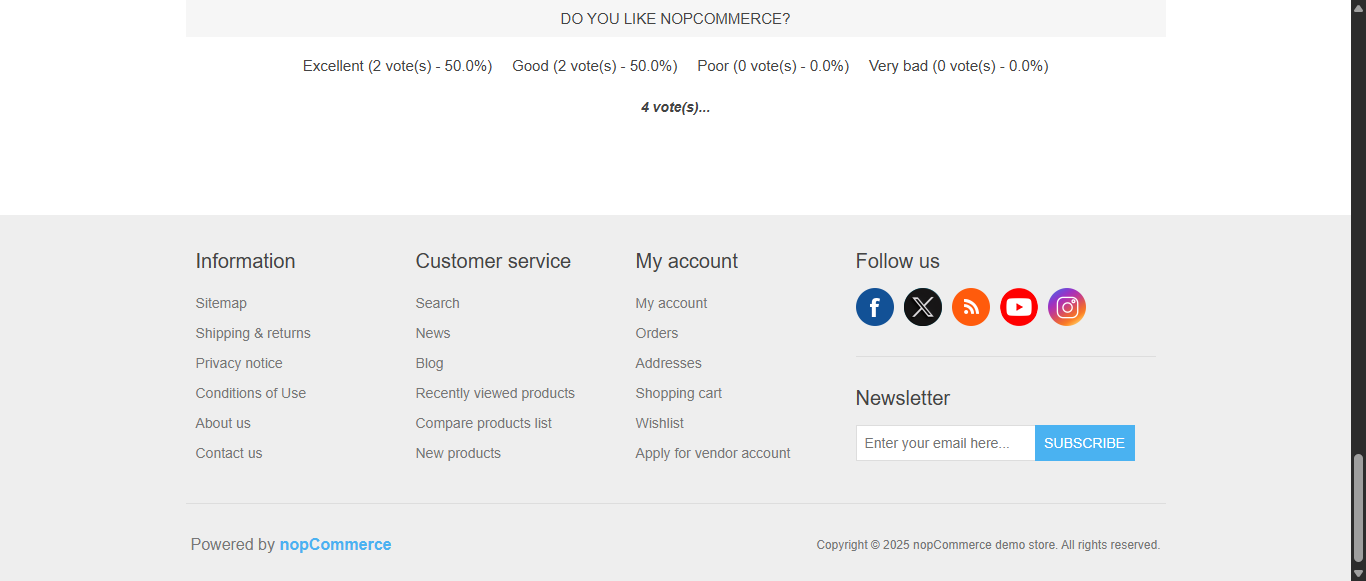 DO YOU LIKE NOPCOMMERCE?
Excellent (2 vote(s) - 50.0%) Good (2 vote(s) - 50.0%) Poor (0 vote(s) - 0.0%) Very bad (0 vote(s) - 0.0%)
4 vote(s)...
Information
Sitemap
Shipping & returns
Privacy notice
Conditions of Use
About us
Contact us
Customer service
Search
News
Blog
Recently viewed products
Compare products list
New products
My account
My account
Orders
Addresses
Shopping cart
Wishlist
Apply for vendor account
Follow us
Newsletter
Enter your email here... SUBSCRIBE
Powered by nopCommerce
Copyright © 2025 nopCommerce demo store. All rights reserved.